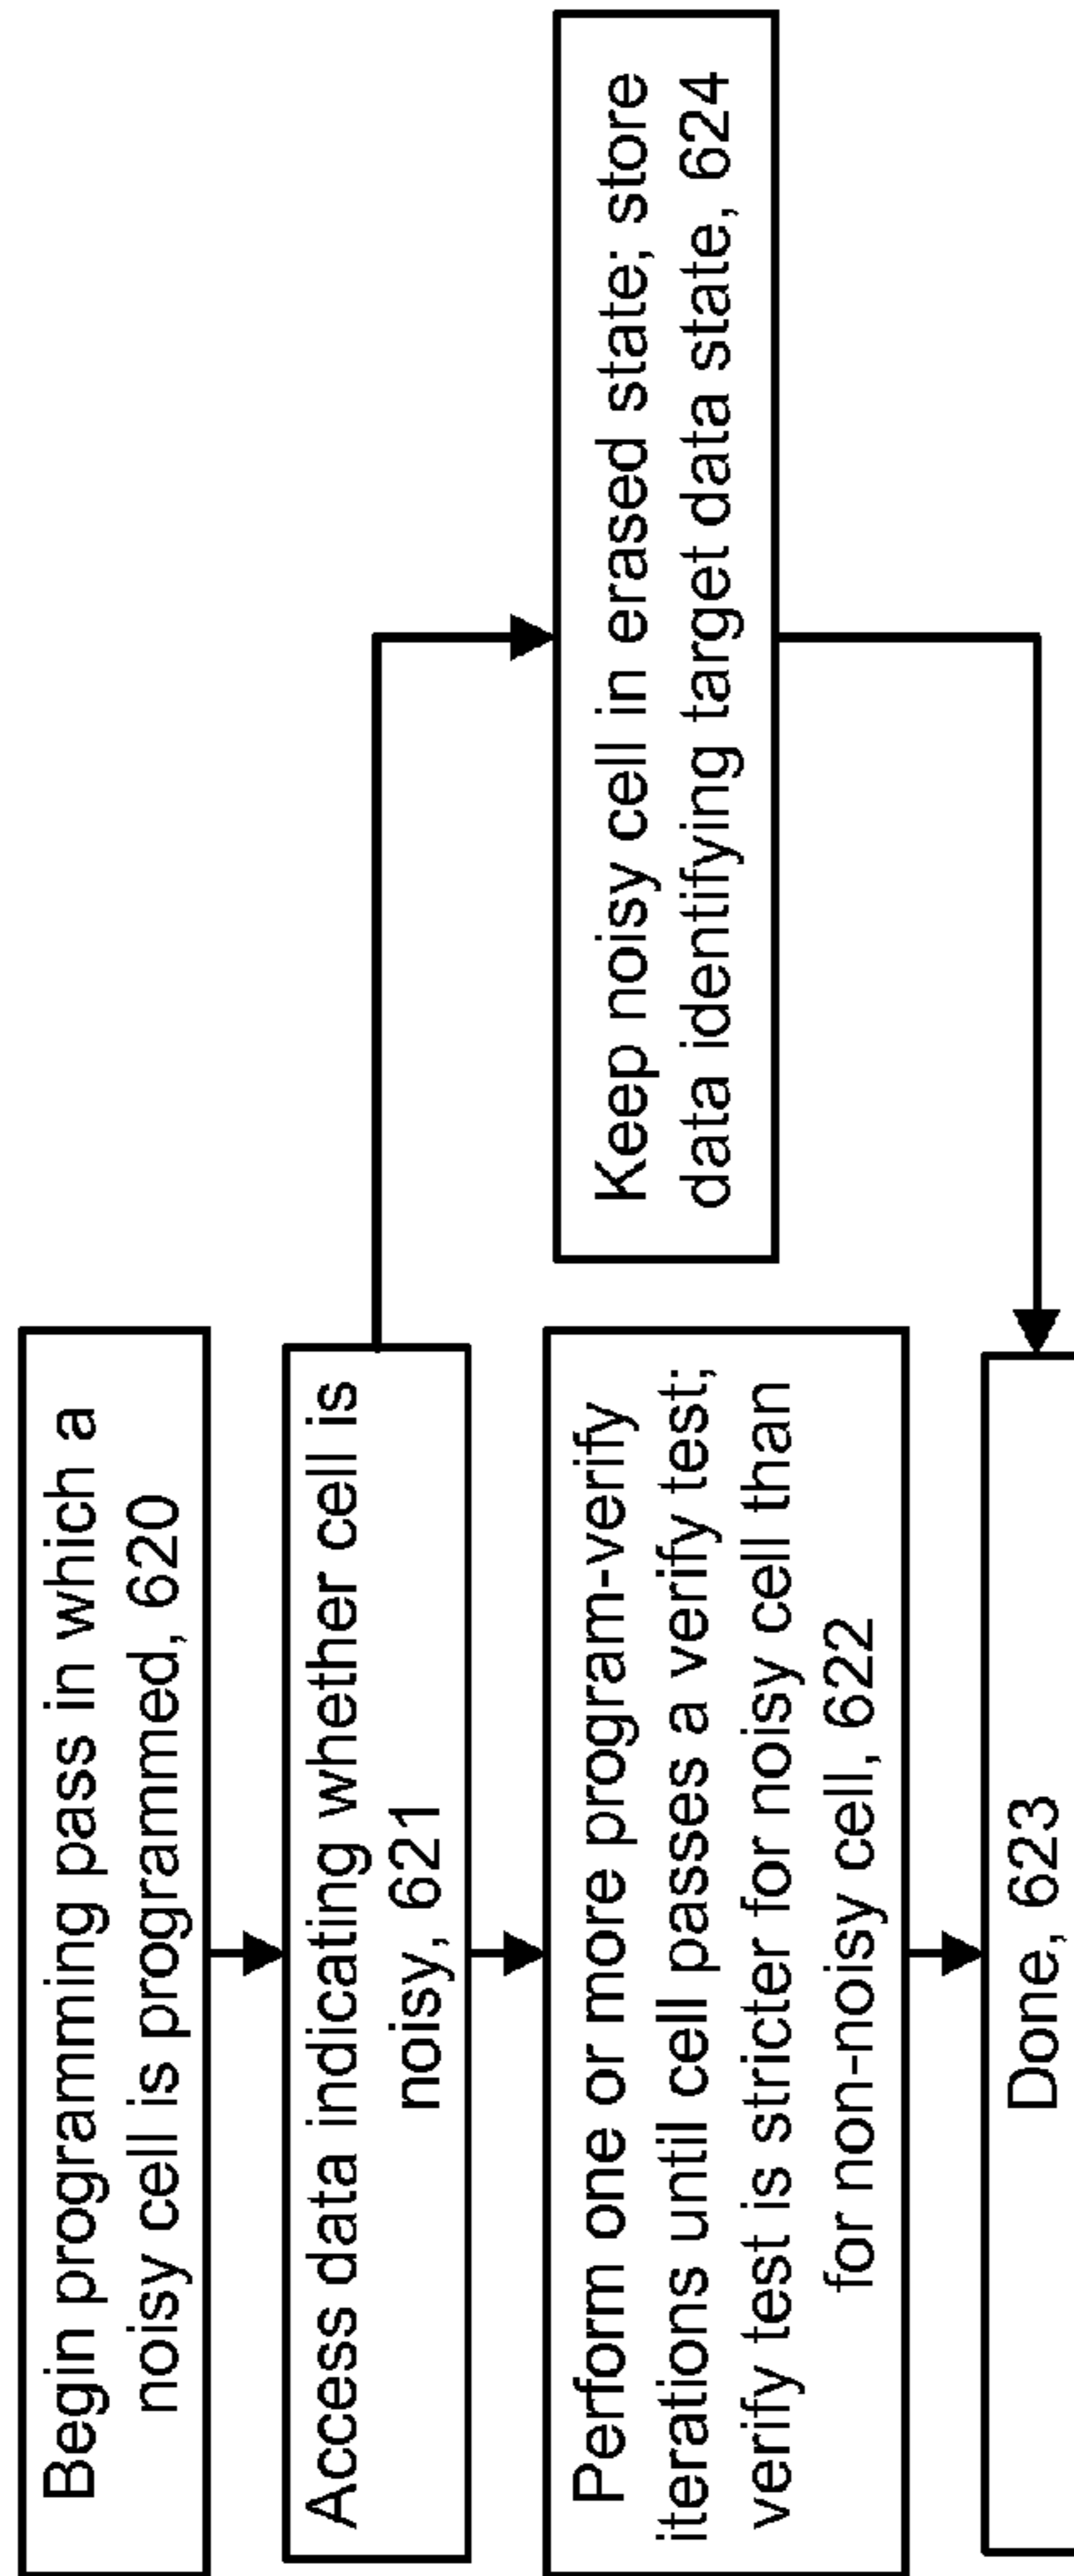 Begin programming pass in which a
noisy cell is programmed, 620
Access data indicating whether cell is
noisy, 621
Perform one or more program-verify
iterations until cell passes a verify test;
verify test is stricter for noisy cell than
for non-noisy cell, 622
Keep noisy cell in erased state; store
data identifying target data state, 624
Done, 623